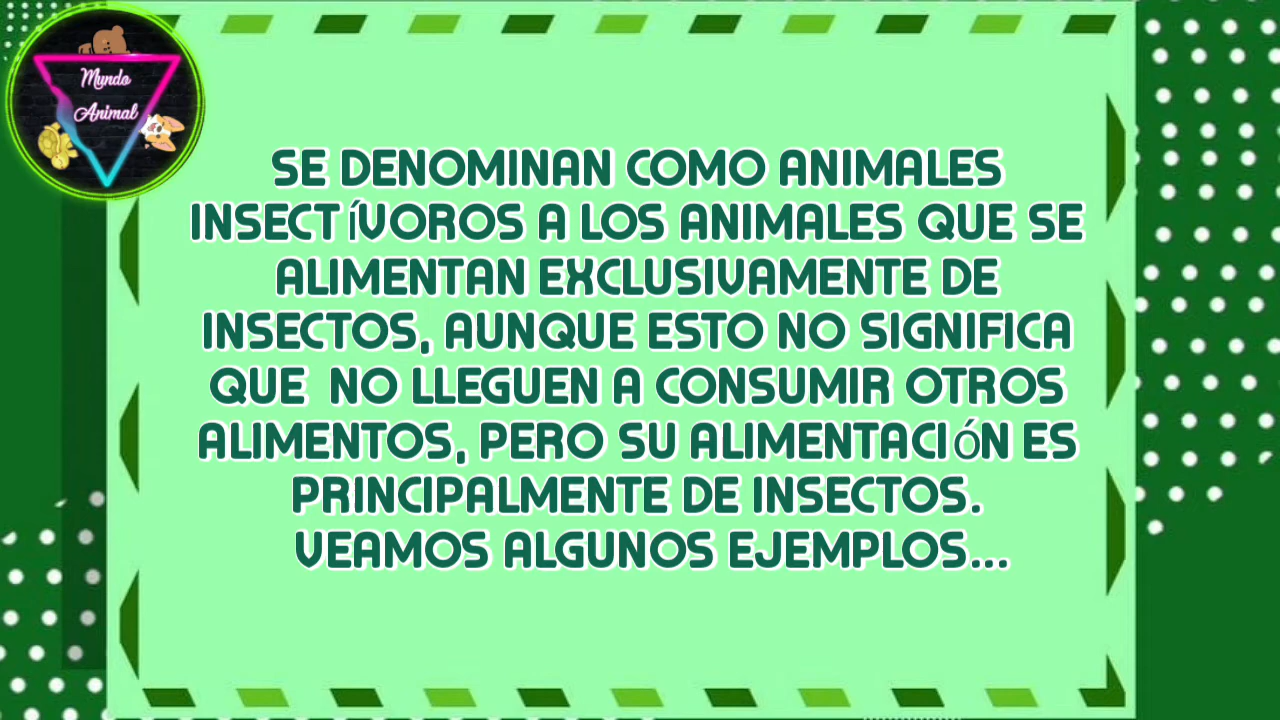 Mundo
Animal
SE DENOMINAN COMO ANIMALES
INSECTÍVOROS A LOS ANIMALES QUE SE
ALIMENTAN EXCLUSIVAMENTE DE
INSECTOS, AUNQUE ESTO NO SIGNIFICA
QUE NO LLEGUEN A CONSUMIR OTROS
ALIMENTOS, PERO SU ALIMENTACIÓN ES
PRINCIPALMENTE DE INSECTOS.
VEAMOS ALGUNOS EJEMPLOS...